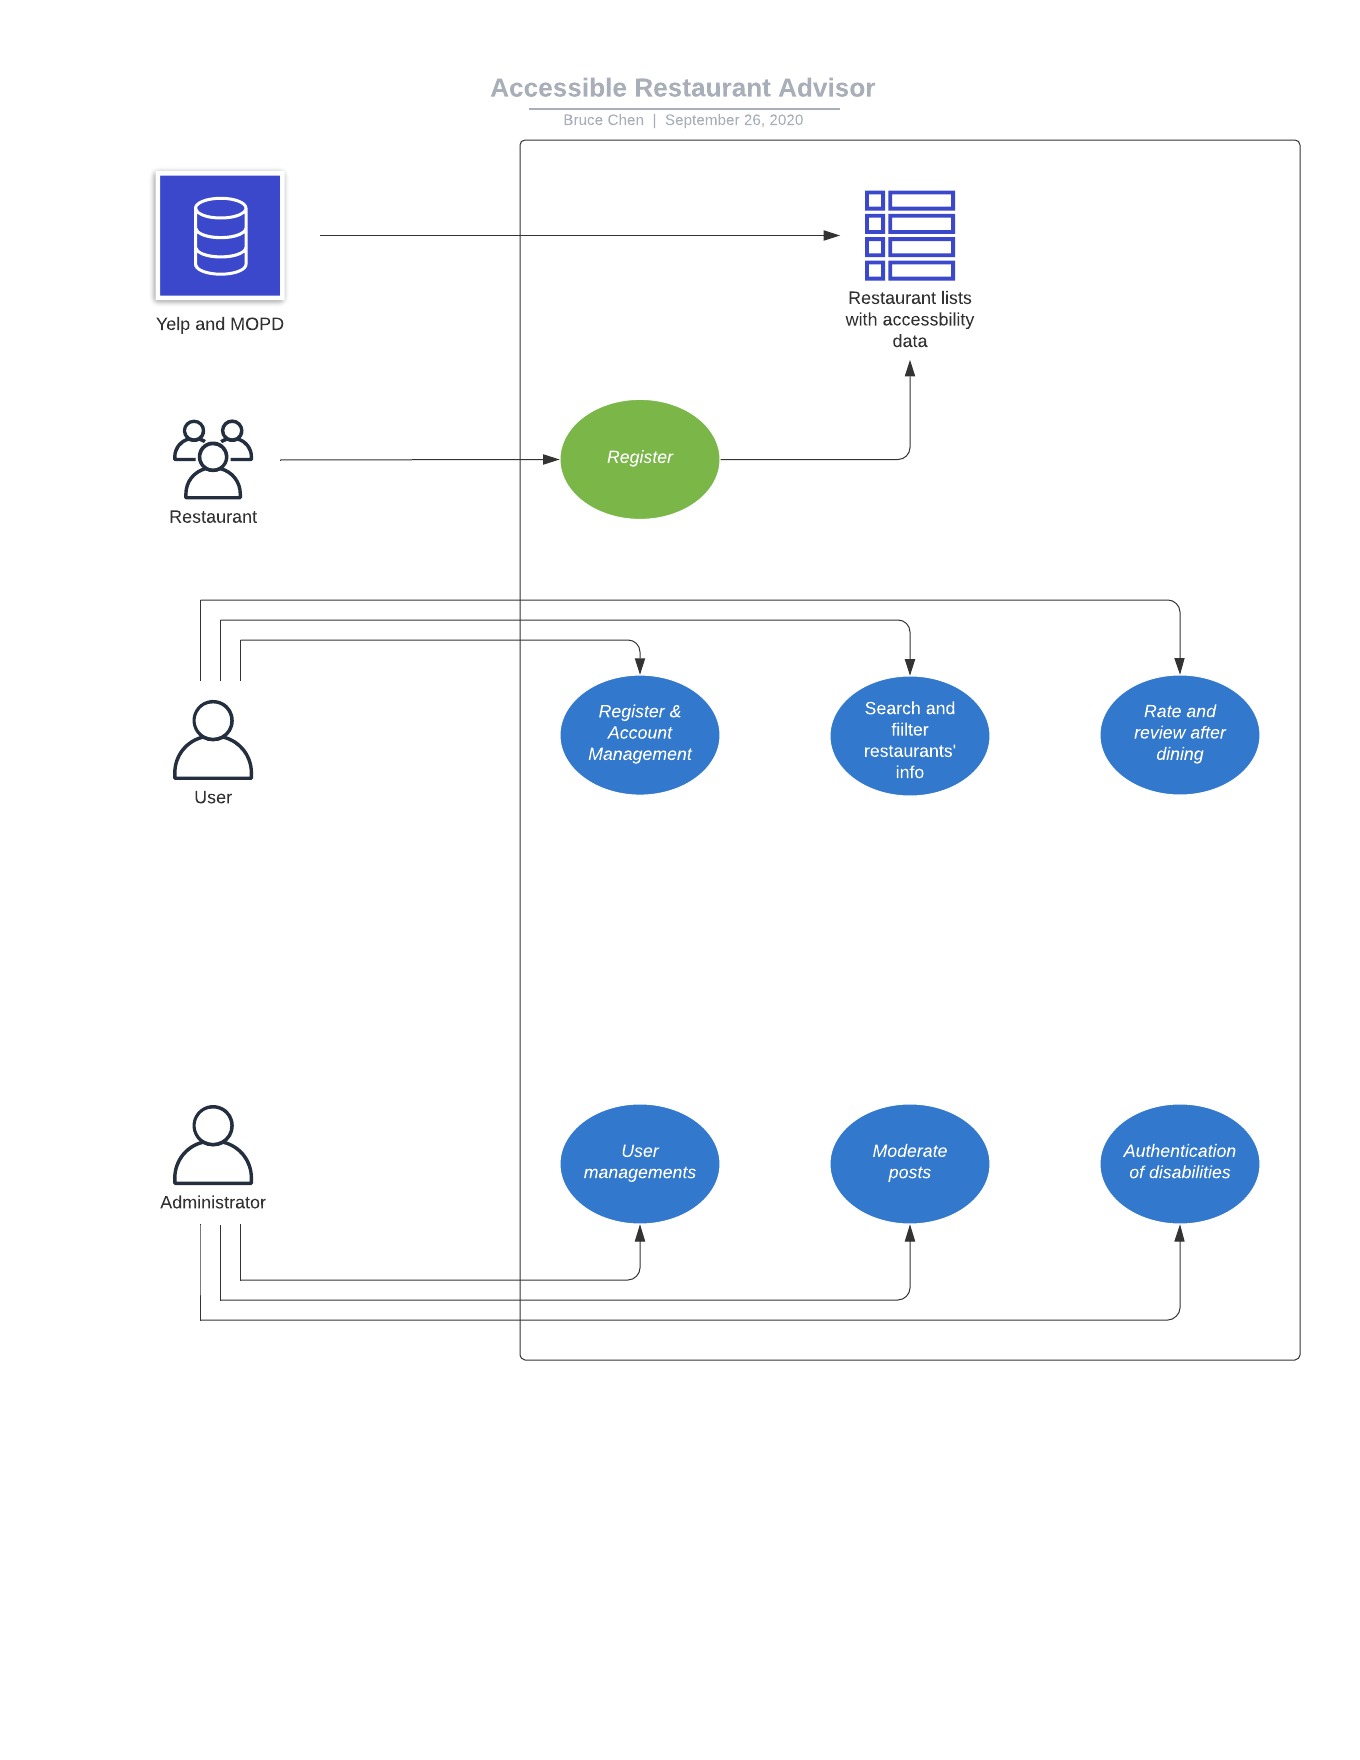 Accessible Restaurant Advisor
Bruce Chen | September 26, 2020
Yelp and MOPD
Restaurant lists
with accessbility
data
Restaurant
Register
User
Register &
Account
Management
Search and
fiilter
restaurants'
info
Rate and
review after
dining
Administrator
User
managements
Moderate
posts
Authentication
of disabilities